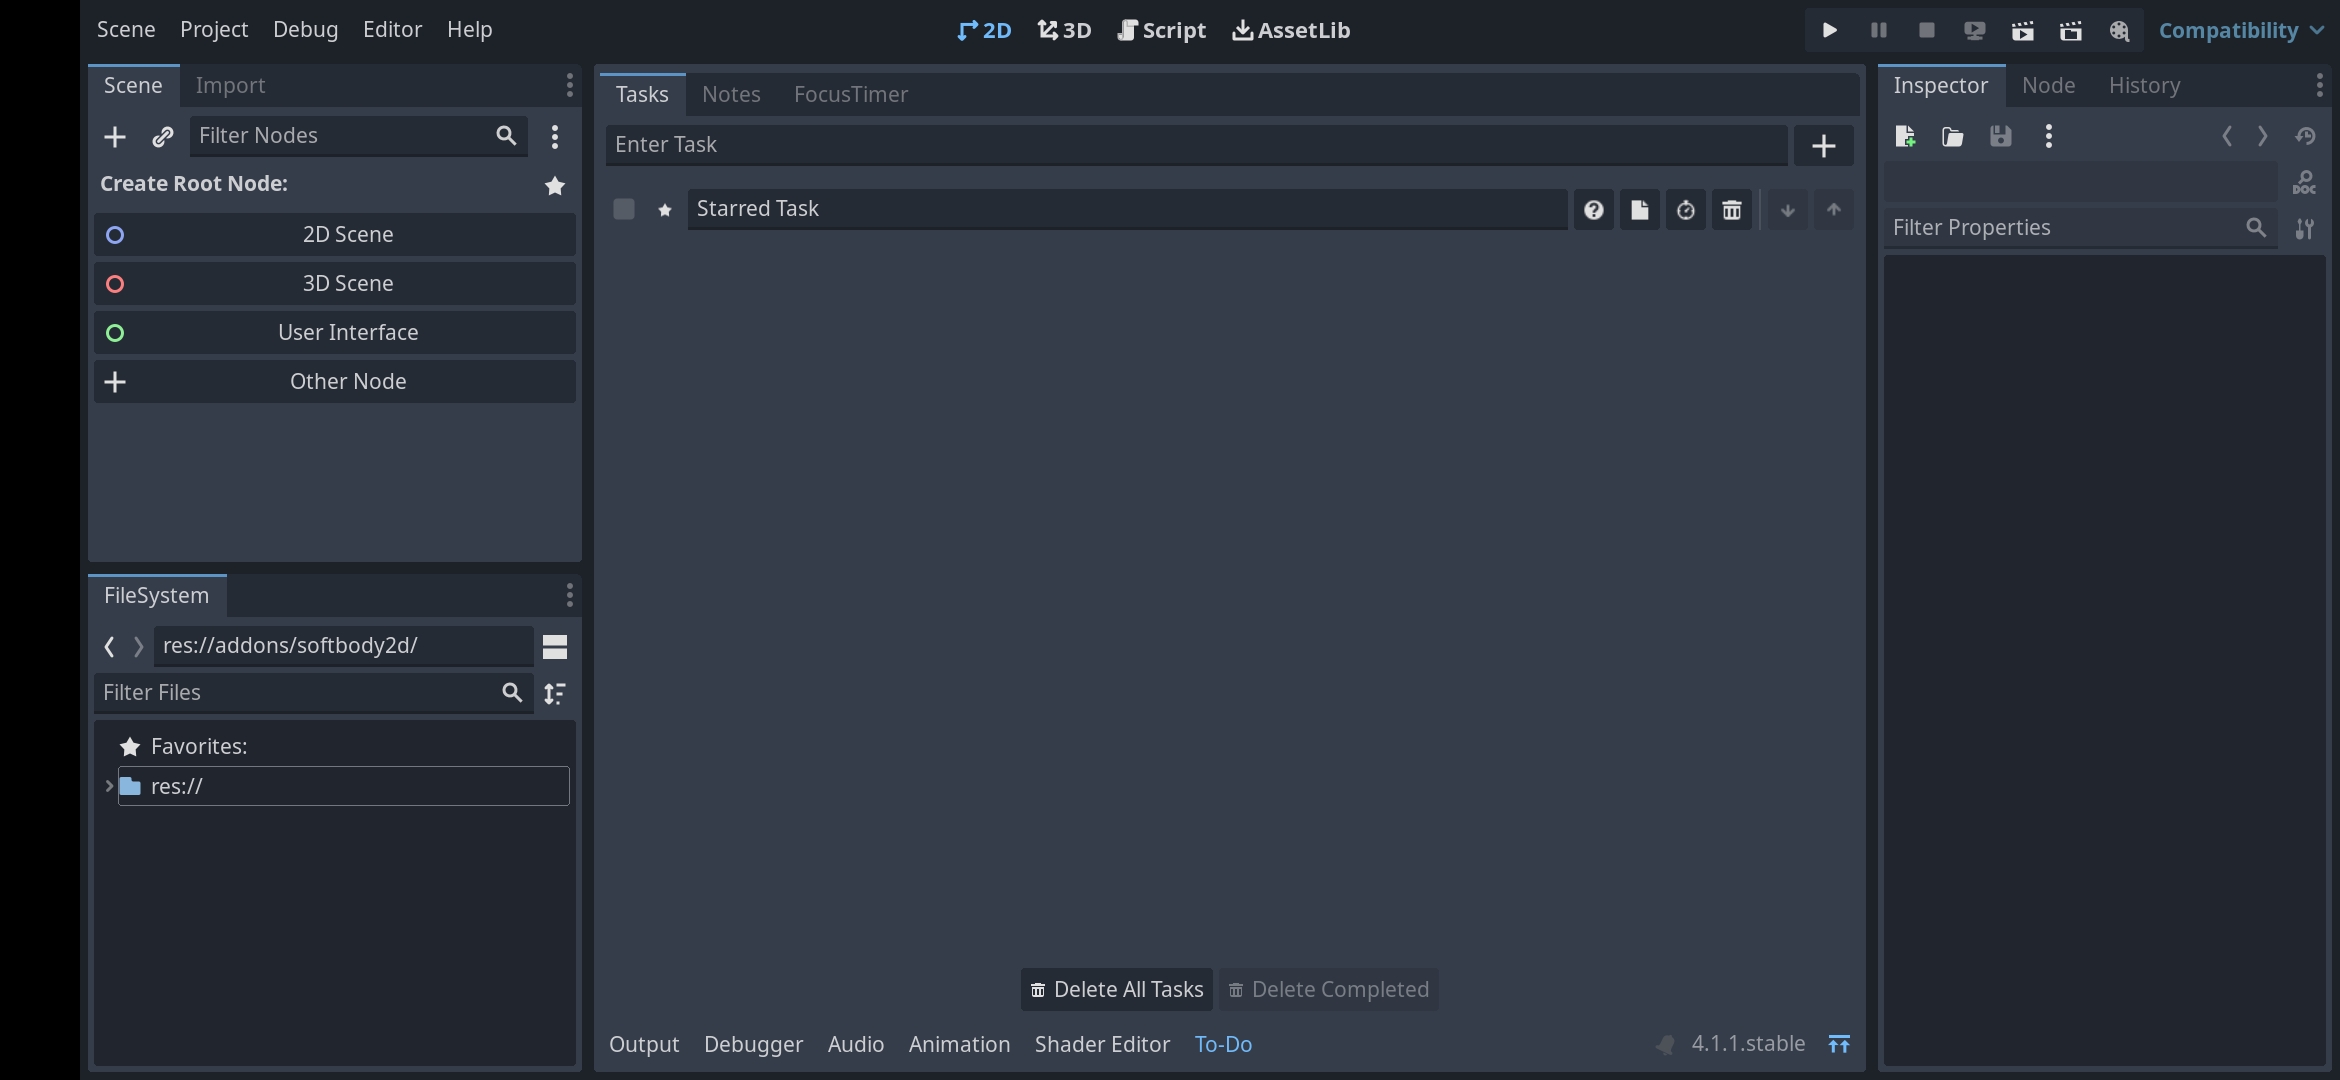 Scene Project Debug Editor Help
2D 3D Script AssetLib
Compatibility
Scene Import
Filter Nodes
Create Root Node:
2D Scene
3D Scene
User Interface
Other Node
FileSystem
res://addons/softbody2d/
Filter Files
Favorites:
res://
Tasks Notes FocusTimer
Enter Task
Starred Task
Delete All Tasks Delete Completed
Output Debugger Audio Animation Shader Editor To-Do
4.1.1.stable
Inspector Node History
DOC
Filter Properties